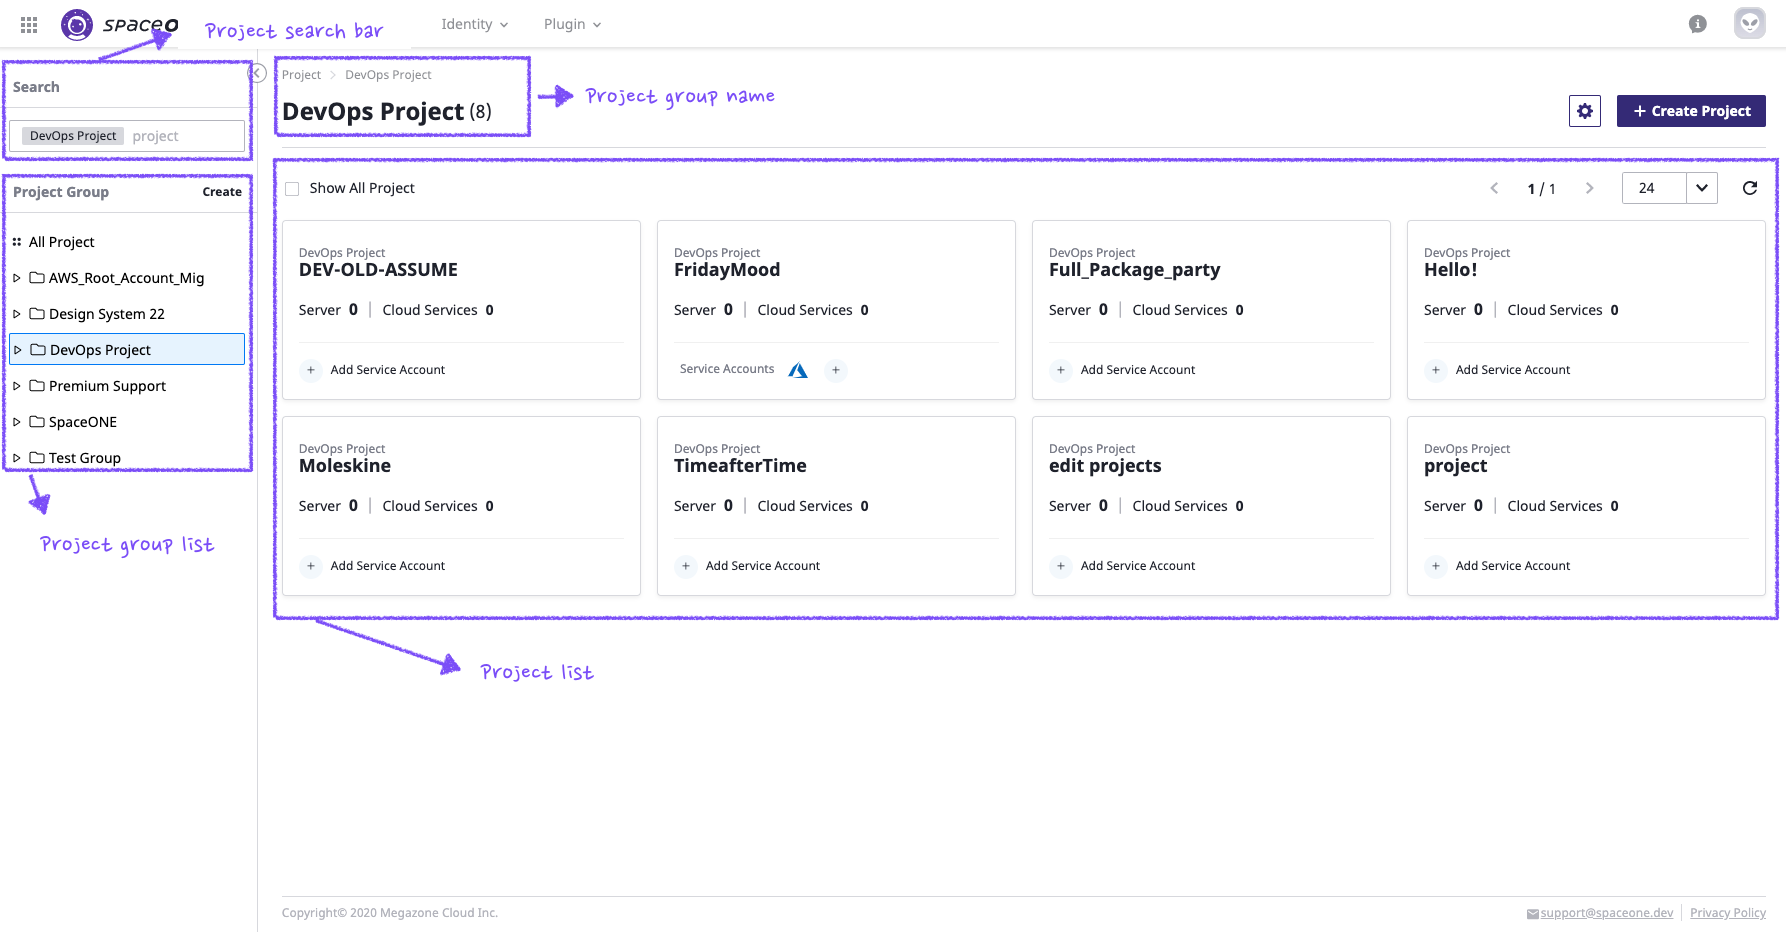 spaceO
Project search bar
Identity
Plugin
Search
DevOps Project project
Project Group Create
All Project
AWS_Root_Account_Mig
Design System 22
DevOps Project
Premium Support
SpaceONE
Test Group
Project group list
Project DevOps Project
DevOps Project (8)
Project group name
+ Create Project
Show All Project
1 / 1
24
DevOps Project
DEV-OLD-ASSUME
Server 0 | Cloud Services 0
+ Add Service Account
DevOps Project
FridayMood
Server 0 | Cloud Services 0
Service Accounts +
DevOps Project
Full_Package_party
Server 0 | Cloud Services 0
+ Add Service Account
DevOps Project
Hello!
Server 0 | Cloud Services 0
+ Add Service Account
DevOps Project
Moleskine
Server 0 | Cloud Services 0
+ Add Service Account
DevOps Project
TimeafterTime
Server 0 | Cloud Services 0
+ Add Service Account
DevOps Project
edit projects
Server 0 | Cloud Services 0
+ Add Service Account
DevOps Project
project
Server 0 | Cloud Services 0
+ Add Service Account
Project list
Copyright© 2020 Megazone Cloud Inc.
support@spaceone.dev | Privacy Policy